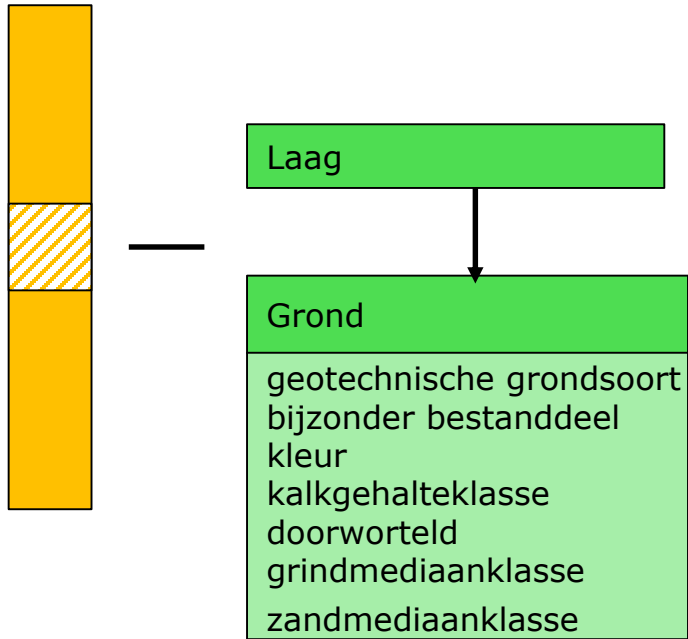 Laag
Grond
geotechnische grondsoort
bijzonder bestanddeel
kleur
kalkgehalteklasse
doorworteld
grindmediaanklasse
zandmediaanklasse